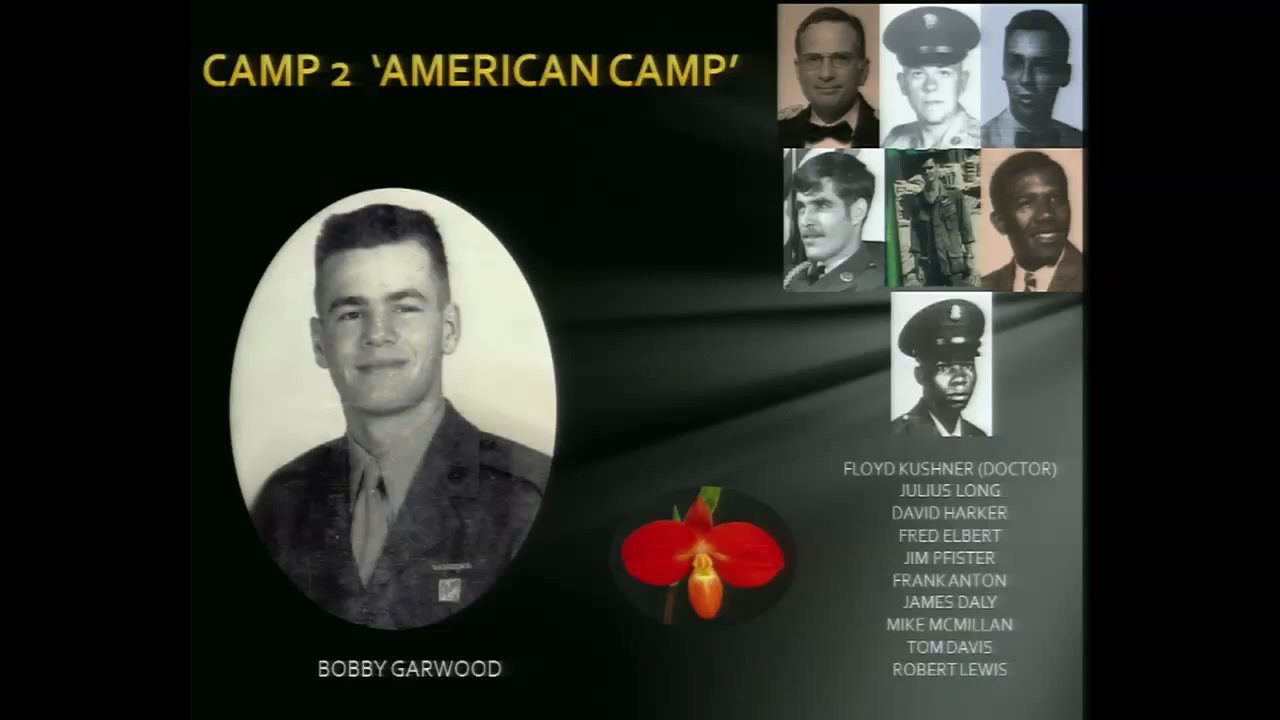 CAMP 2 ‘AMERICAN CAMP’
BOBBY GARWOOD
FLOYD KUSHNER (DOCTOR)
JULIUS LONG
DAVID HARKER
FRED ELBERT
JIM PFISTER
FRANK ANTON
JAMES DALY
MIKE MCMILLAN
TOM DAVIS
ROBERT LEWIS